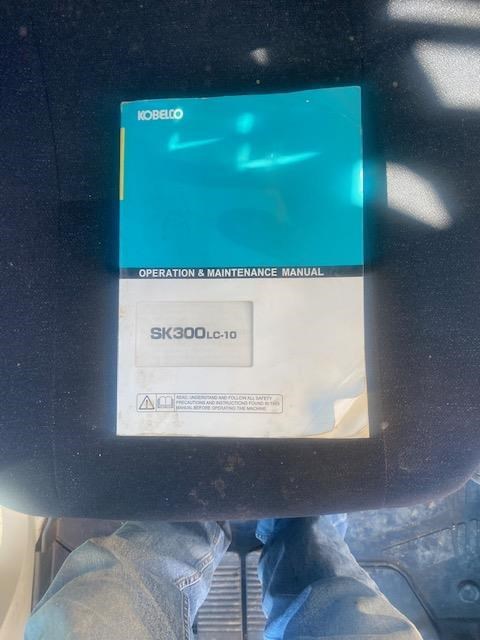 KOBELCO
OPERATION & MAINTENANCE MANUAL
SK300LC-10
READ, UNDERSTAND AND FOLLOW ALL SAFETY
PRECAUTIONS AND INSTRUCTIONS FOUND IN THIS
MANUAL BEFORE OPERATING THE MACHINE.